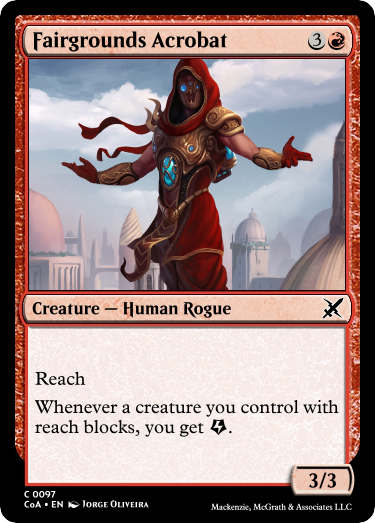 Fairgrounds Acrobat 3
Creature — Human Rogue
Reach
Whenever a creature you control with
reach blocks, you get .
3/3
C 0097
CoA • EN Jorge Oliveira
Mackenzie, McGrath & Associates LLC